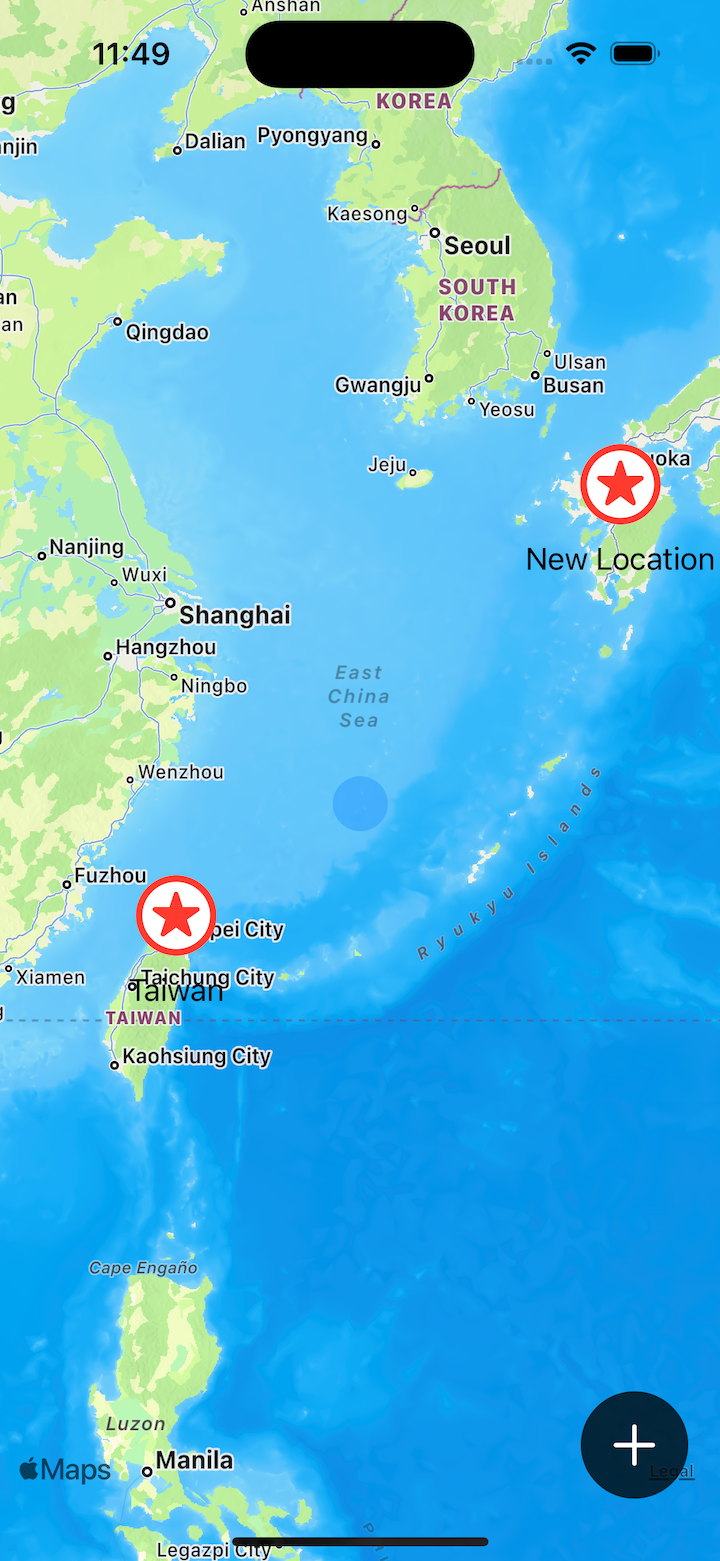 Anshan
11:49
g
KOREA
Dalian
Pyongyang
njin
Kaesong
Seoul
SOUTH
KOREA
an
an
Qingdao
Ulsan
Gwangju
Busan
Yeosu
uoka
Jeju
Nanjing
New Location
Wuxi
Shanghai
Hangzhou
Ningbo
East
China
Sea
Wenzhou
Ryukyu Islands
Fuzhou
pei City
Xiamen
Taichung City
Taiwan
TAIWAN
Kaohsiung City
Cape Engaño
Luzon
Manila
Maps
Legal
Legazpi City